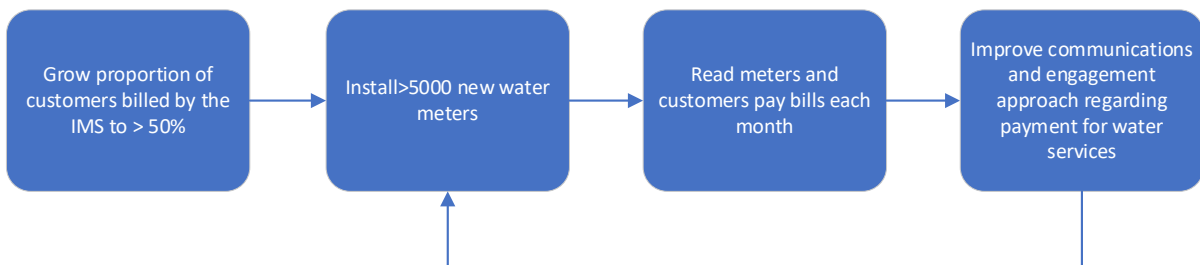 Grow proportion of
customers billed by the
IMS to > 50%
Install>5000 new water
meters
Read meters and
customers pay bills each
month
Improve communications
and engagement
approach regarding
payment for water
services